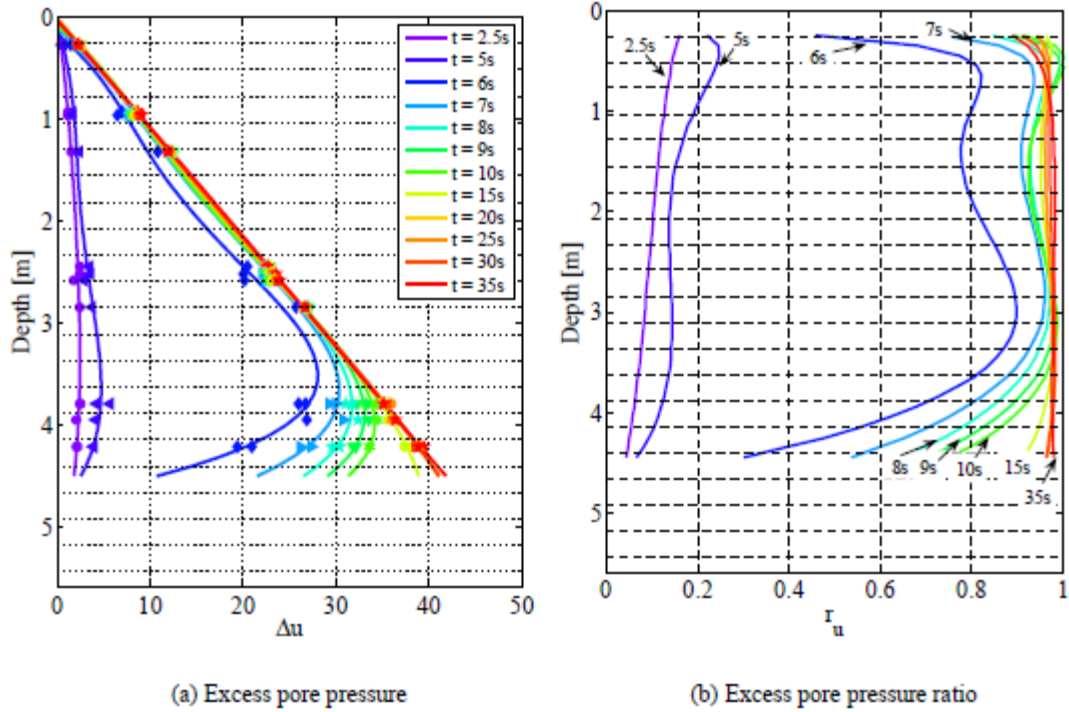 0
1
2
3
4
5
Depth [m]
0 10 20 30 40 50
Δu
t = 2.5s
t = 5s
t = 6s
t = 7s
t = 8s
t = 9s
t = 10s
t = 15s
t = 20s
t = 25s
t = 30s
t = 35s
(a) Excess pore pressure
0
1
2
3
4
5
Depth [m]
2.5s
5s
6s
7s
8s
9s
10s
15s
35s
0 0.2 0.4 0.6 0.8 1
r_u
(b) Excess pore pressure ratio